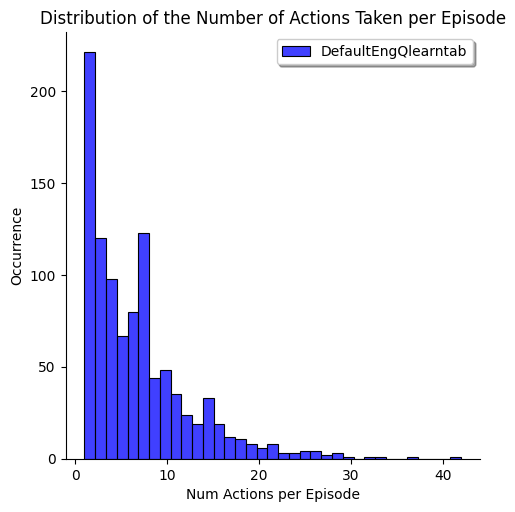 Distribution of the Number of Actions Taken per Episode
DefaultEngQlearntab
200
150
100
50
0
Occurrence
0 10 20 30 40
Num Actions per Episode